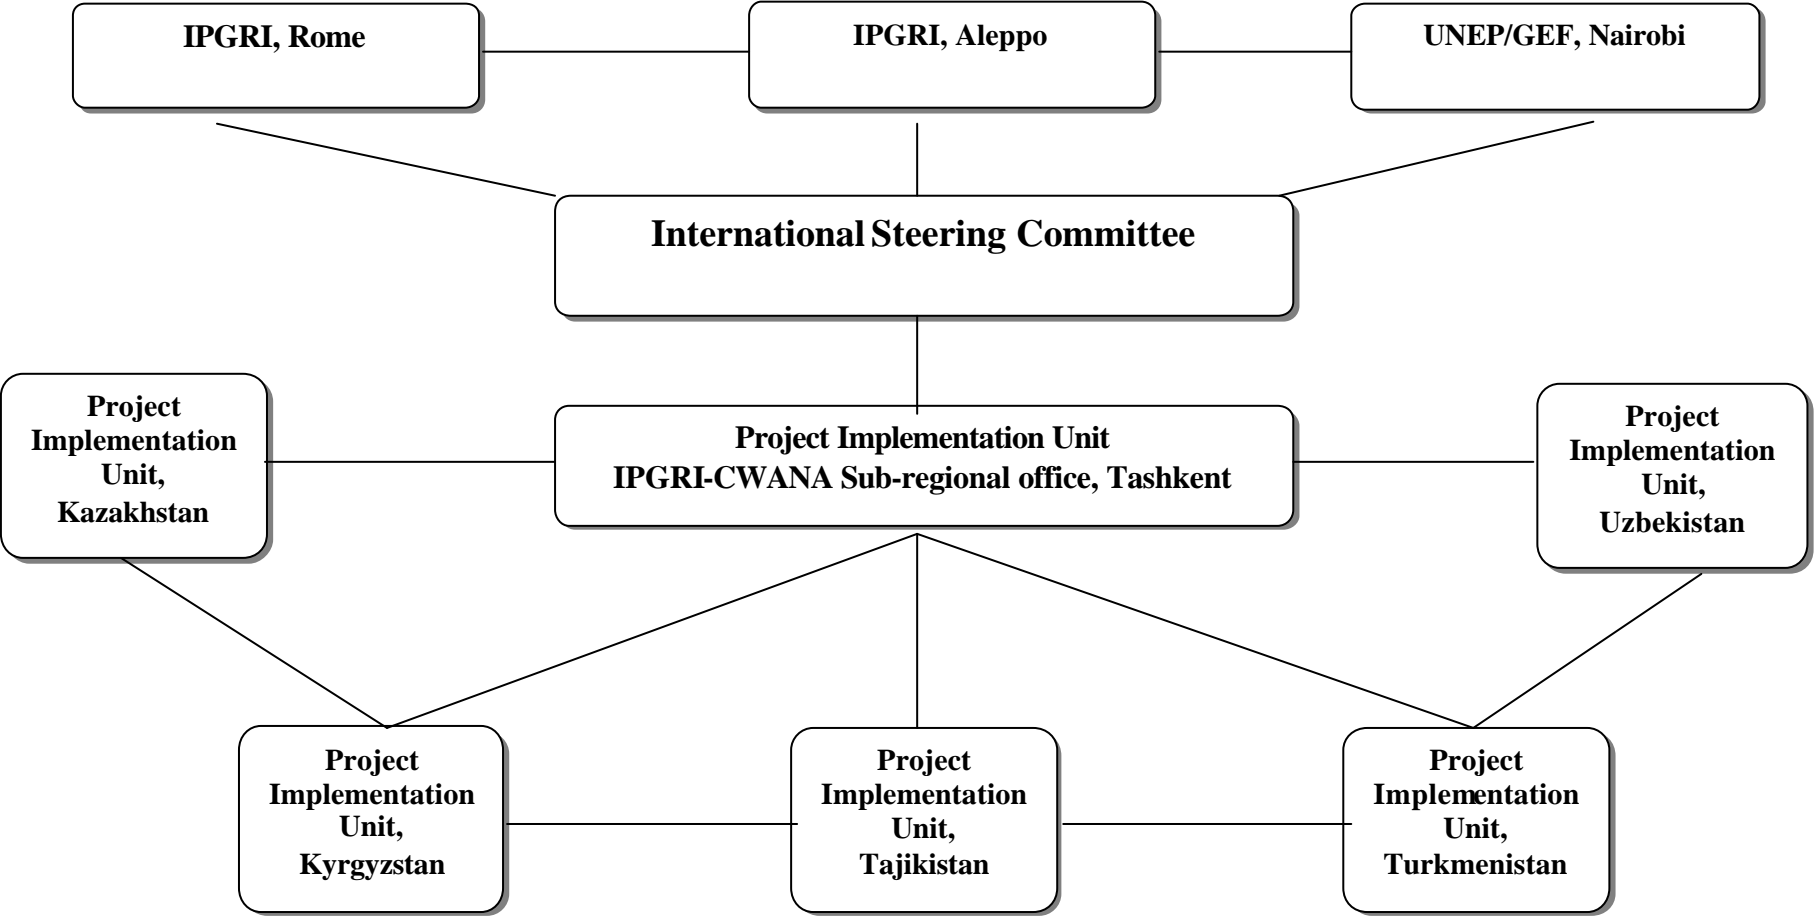 IPGRI, Rome
IPGRI, Aleppo
UNEP/GEF, Nairobi
International Steering Committee
Project
Implementation
Unit,
Kazakhstan
Project Implementation Unit
IPGRI-CWANA Sub-regional office, Tashkent
Project
Implementation
Unit,
Uzbekistan
Project
Implementation
Unit,
Kyrgyzstan
Project
Implementation
Unit,
Tajikistan
Project
Implementation
Unit,
Turkmenistan